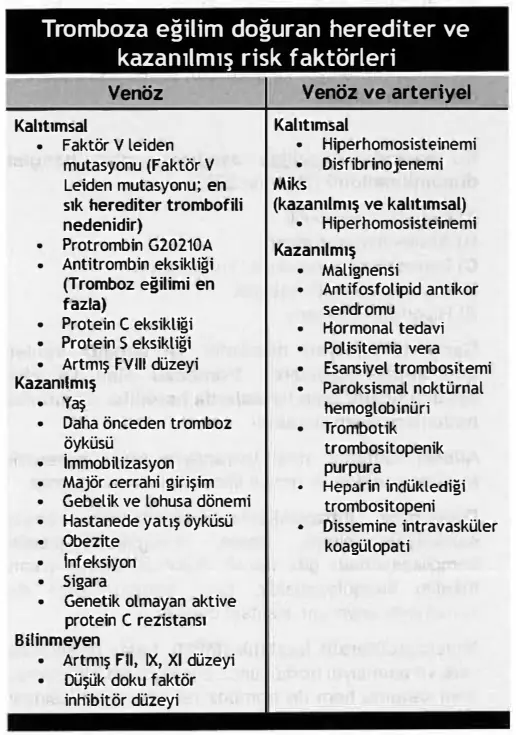 Tromboza eğilim doğuran herediter ve
kazanılmış risk faktörleri
Venöz
Kalıtımsal
• Faktör V leiden
mutasyonu (Faktör V
Leiden mutasyonu; en
sık herediter trombofili
nedenidir)
• Protrombin G20210A
• Antitrombin eksikliği
(Tromboz eğilimi en
fazla)
• Protein C eksikliği
• Protein S eksikliği
• Artmış FVIII düzeyi
Kazanılmış
• Yaş
• Daha önceden tromboz
öyküsü
• Immobilizasyon
• Majör cerrahi girişim
• Gebelik ve lohusa dönemi
• Hastanede yatış öyküsü
• Obezite
• İnfeksiyon
• Sigara
• Genetik olmayan aktive
protein C rezistansı
Bilinmeyen
• Artmış FII, IX, XI düzeyi
• Düşük doku faktör
inhibitör düzeyi
Venöz ve arteriyel
Kalıtımsal
• Hiperhomosisteinemi
• Disfibrinojenemi
Miks
(kazanılmış ve kalıtımsal)
• Hiperhomosisteinemi
Kazanılmış
• Malignensi
• Antifosfolipid antikor
sendromu
• Hormonal tedavi
• Polisitemia vera
• Esansiyel trombositemi
• Paroksismal noktürnal
hemoglobinüri
• Trombotik
trombositopenik
purpura
• Heparin indüklediği
trombositopeni
• Dissemine intravasküler
koagülopati